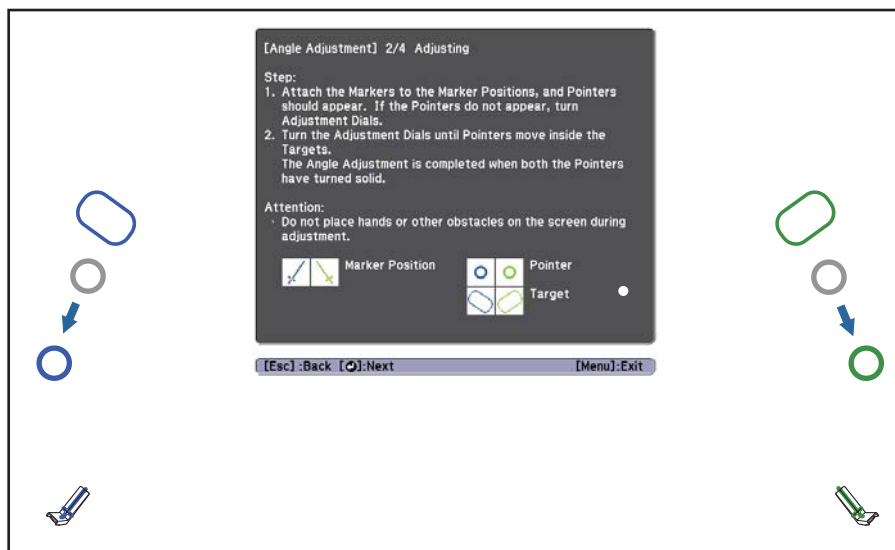 [Angle Adjustment] 2/4 Adjusting
Step:
1. Attach the Markers to the Marker Positions, and Pointers
should appear. If the Pointers do not appear, turn
Adjustment Dials.
2. Turn the Adjustment Dials until Pointers move inside the
Targets.
The Angle Adjustment is completed when both the Pointers
have turned solid.
Attention:
· Do not place hands or other obstacles on the screen during
adjustment.
Marker Position
Pointer
Target
[Esc] :Back [⏎]:Next [Menu]:Exit